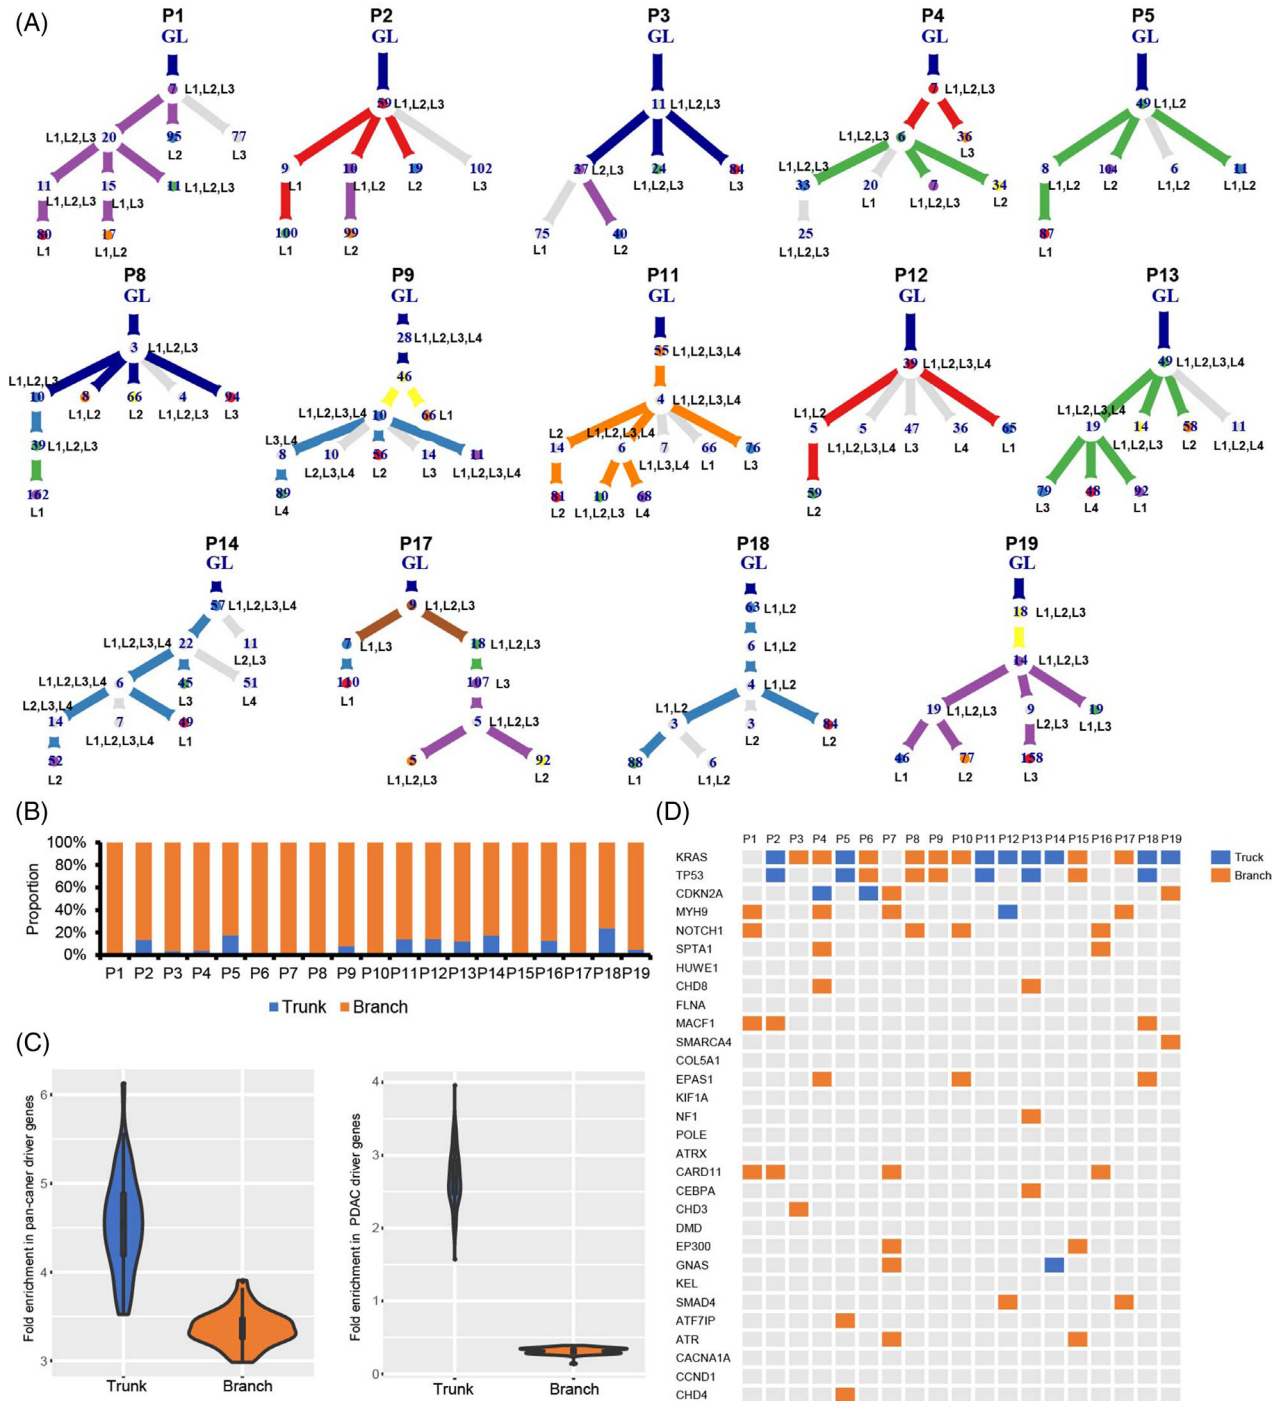 (A)
P1 P2 P3 P4 P5
GL GL GL GL GL
7 L1,L2,L3
L1,L2,L3 20 95 L2 77 L3
11 L1,L2,L3 15 L1,L3 11 L1,L2,L3
80 L1 17 L1,L2
59 L1,L2,L3
9 L1 10 L1,L2 19 L2 102 L3
100 L1 99 L2
11 L1,L2,L3
37 L2,L3 24 L1,L2,L3 84 L3
75 L1 40 L2
7 L1,L2,L3
L1,L2,L3 6 36 L3
L1,L2,L3 33 20 L1 7 L1,L2,L3 34 L2
25 L1,L2,L3
49 L1,L2
8 L1,L2 104 L2 6 L1,L2 11 L1,L2
87 L1
P8 P9 P11 P12 P13
GL GL GL GL GL
3 L1,L2,L3
L1,L2,L3 10 8 L1,L2 66 L2 4 L1,L2,L3 94 L3
39 L1,L2,L3
162 L1
28 L1,L2,L3,L4
46
L1,L2,L3,L4 10 66 L1
L3,L4 8 10 L2,L3,L4 56 L2 14 L3 11 L1,L2,L3,L4
89 L4
55 L1,L2,L3,L4
4 L1,L2,L3,L4
L2 14 L1,L2,L3,L4 6 7 L1,L3,L4 66 L1 76 L3
81 L2 10 L1,L2,L3 68 L4
39 L1,L2,L3,L4
L1,L2 5 5 L1,L2,L3,L4 47 L3 36 L4 65 L1
59 L2
49 L1,L2,L3,L4
L1,L2,L3,L4 19 14 L1,L2,L3 58 L2 11 L1,L2,L4
79 L3 48 L4 92 L1
P14 P17 P18 P19
GL GL GL GL
57 L1,L2,L3,L4
L1,L2,L3,L4 22 11 L2,L3
L1,L2,L3,L4 6 45 L3 51 L4
L2,L3,L4 14 7 L1,L2,L3,L4 49 L1
52 L2
9 L1,L2,L3
7 L1,L3 18 L1,L2,L3
110 L1 107 L3
5 L1,L2,L3
5 L1,L2,L3 92 L2
63 L1,L2
6 L1,L2
4 L1,L2
L1,L2 3 3 L2 84 L2
88 L1 6 L1,L2
18 L1,L2,L3
14 L1,L2,L3
19 L1,L2,L3 9 L2,L3 19 L1,L3
46 L1 77 L2 158 L3
(B)
Proportion
100%
80%
60%
40%
20%
0%
P1 P2 P3 P4 P5 P6 P7 P8 P9 P10 P11 P12 P13 P14 P15 P16 P17 P18 P19
Trunk Branch
(C)
Fold enrichment in pan-caner driver genes
6
5
4
3
Trunk Branch
Fold enrichment in PDAC driver genes
4
3
2
1
0
Trunk Branch
(D)
P1 P2 P3 P4 P5 P6 P7 P8 P9 P10 P11 P12 P13 P14 P15 P16 P17 P18 P19
KRAS
TP53
CDKN2A
MYH9
NOTCH1
SPTA1
HUWE1
CHD8
FLNA
MACF1
SMARCA4
COL5A1
EPAS1
KIF1A
NF1
POLE
ATRX
CARD11
CEBPA
CHD3
DMD
EP300
GNAS
KEL
SMAD4
ATF7IP
ATR
CACNA1A
CCND1
CHD4
Truck
Branch